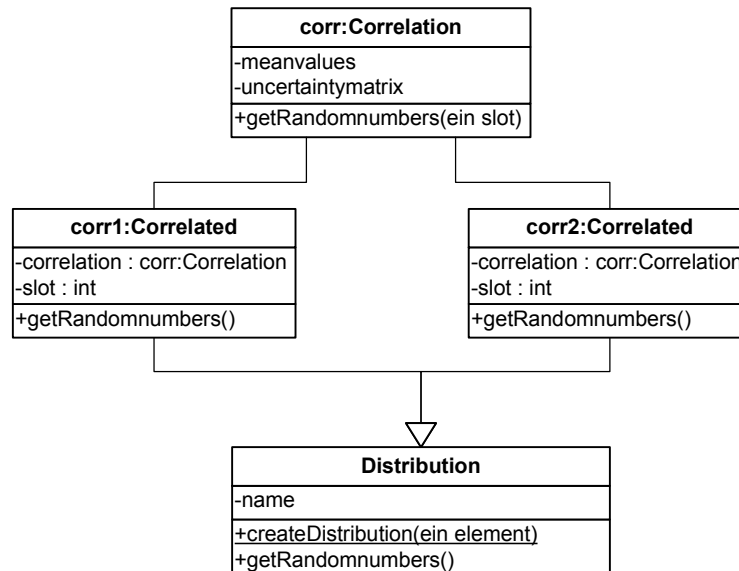 corr:Correlation
-meanvalues
-uncertaintymatrix
+getRandomnumbers(ein slot)
corr1:Correlated
-correlation : corr:Correlation
-slot : int
+getRandomnumbers()
corr2:Correlated
-correlation : corr:Correlation
-slot : int
+getRandomnumbers()
Distribution
-name
+createDistribution(ein element)
+getRandomnumbers()